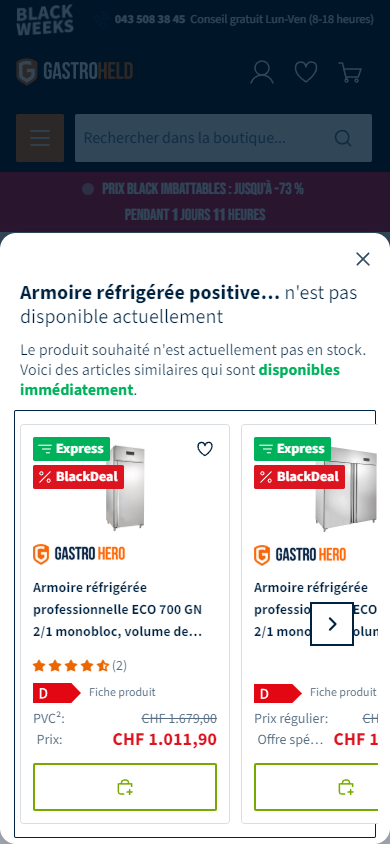 BLACK
WEEKS
043 508 38 45 Conseil gratuit Lun-Ven (8-18 heures)
GASTROHELD
Rechercher dans la boutique...
PRIX BLACK IMBATTABLES : JUSQU'À -73 %
PENDANT 1 JOURS 11 HEURES
Armoire réfrigérée positive... n'est pas
disponible actuellement
Le produit souhaité n'est actuellement pas en stock.
Voici des articles similaires qui sont disponibles
immédiatement.
Express
BlackDeal
GASTRO HERO
Armoire réfrigérée
professionnelle ECO 700 GN
2/1 monobloc, volume de...
(2)
D
Fiche produit
PVC²:
CHF 1.679,00
Prix:
CHF 1.011,90
Express
BlackDeal
GASTRO HERO
Armoire réfrigérée
D
Fiche produit
Prix régulier:
Offre spé...